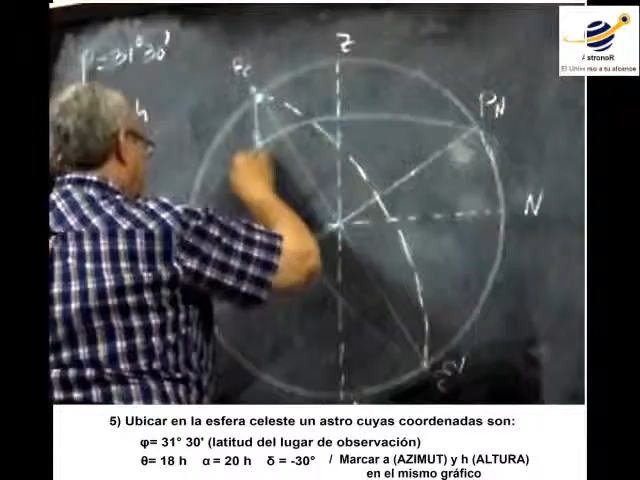 φ=31°30'
h
Z
PN
N
AstronoR
El Universo a tu alcance
5) Ubicar en la esfera celeste un astro cuyas coordenadas son:
φ= 31° 30' (latitud del lugar de observación)
θ= 18 h α = 20 h δ = -30° / Marcar a (AZIMUT) y h (ALTURA)
en el mismo gráfico